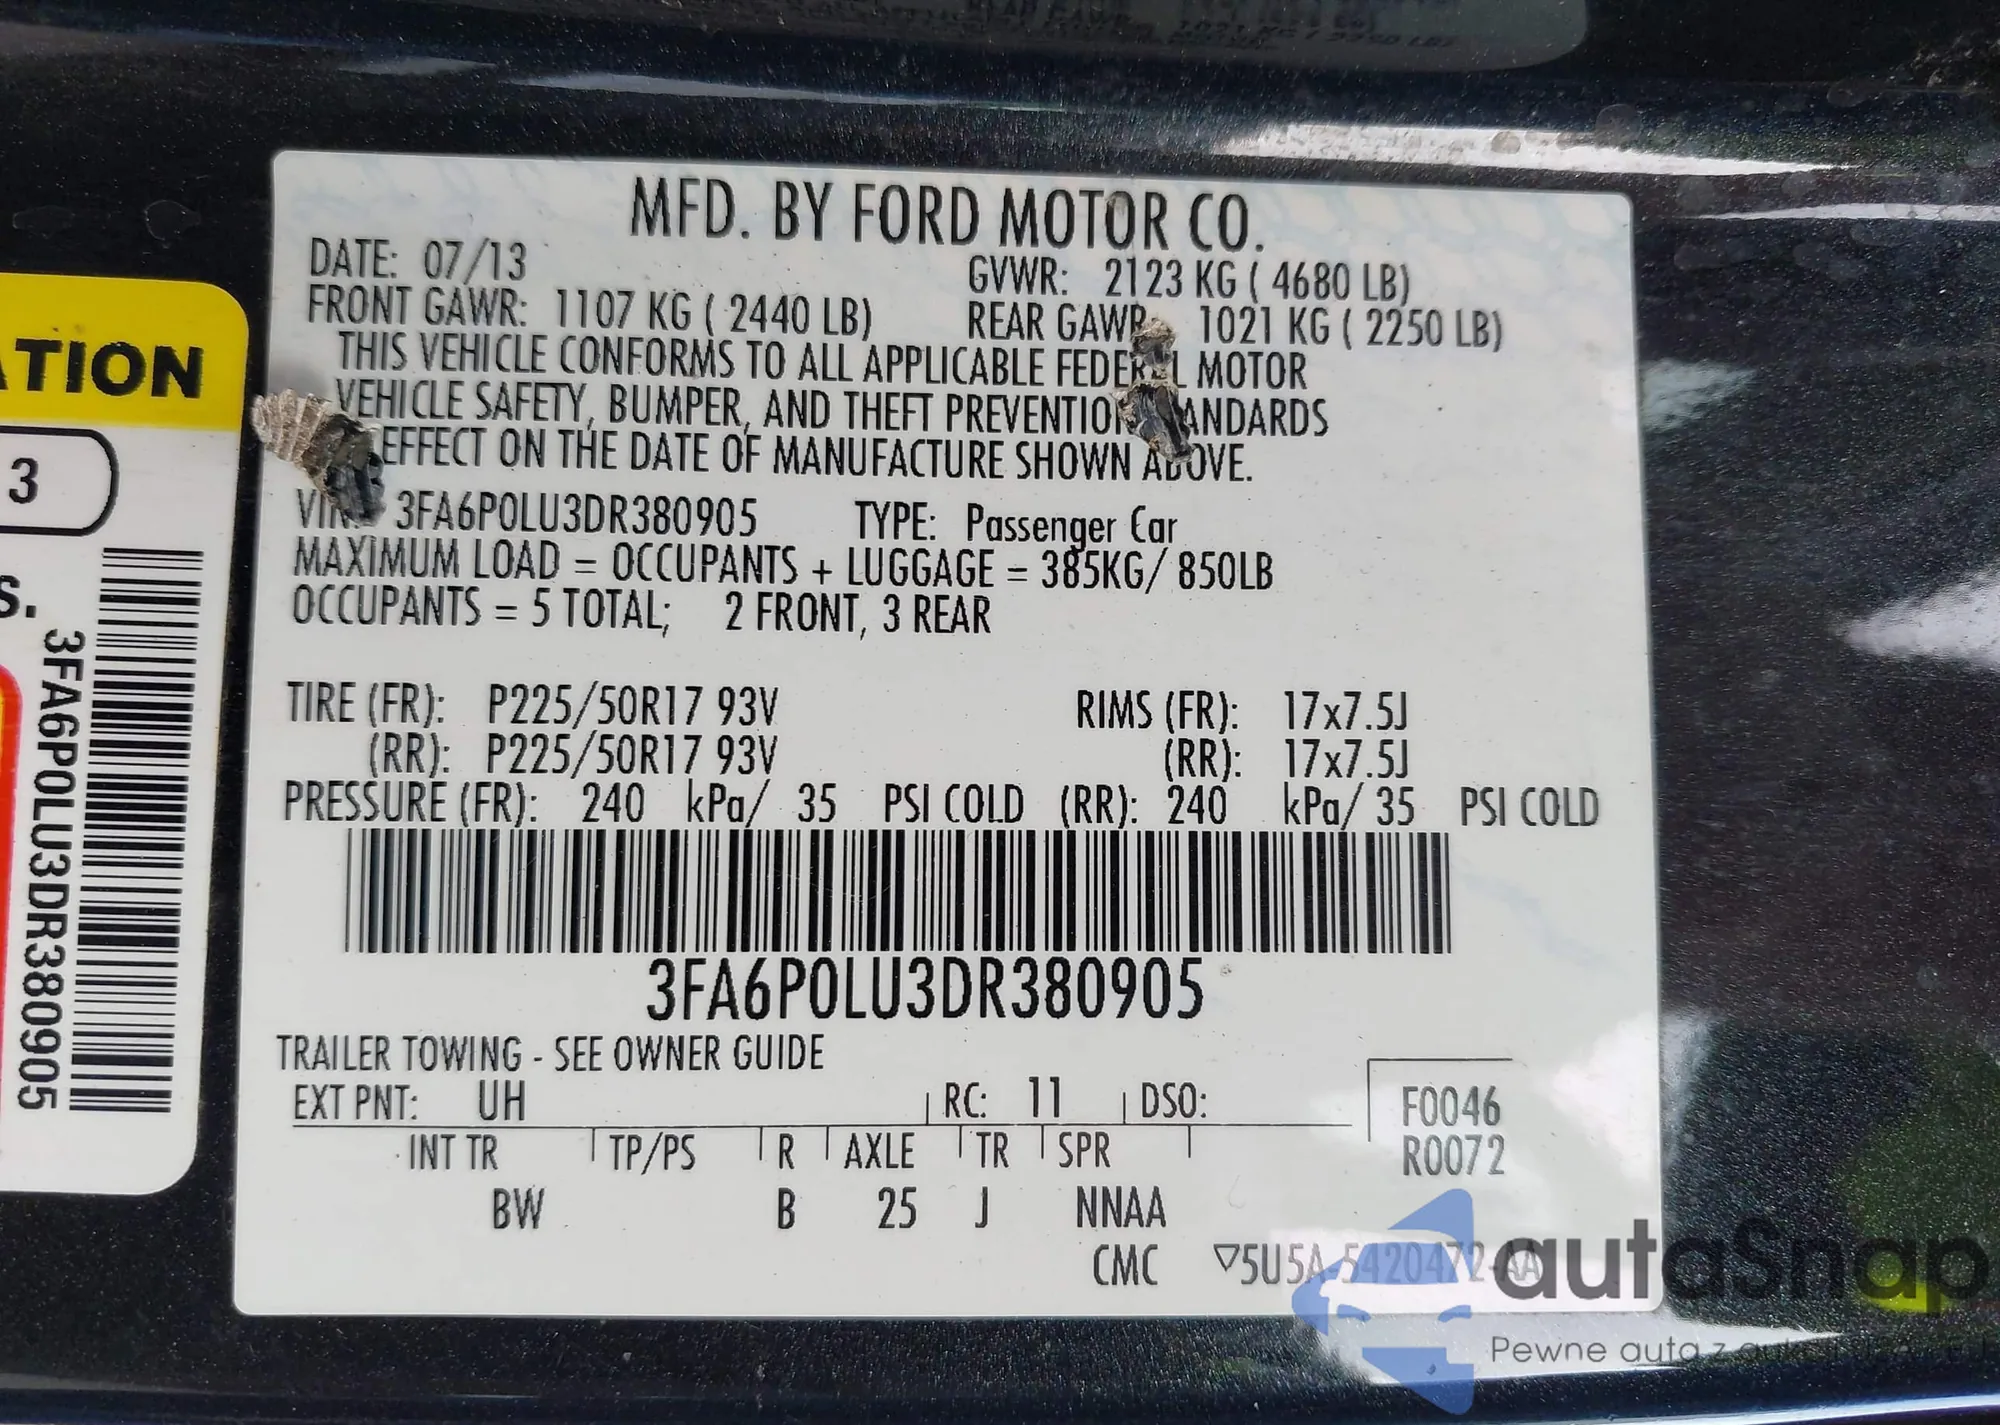 MFD. BY FORD MOTOR CO.
DATE: 07/13
GVWR: 2123 KG ( 4680 LB)
FRONT GAWR: 1107 KG ( 2440 LB)
REAR GAWR 1021 KG ( 2250 LB)
THIS VEHICLE CONFORMS TO ALL APPLICABLE FEDERAL MOTOR
VEHICLE SAFETY, BUMPER, AND THEFT PREVENTION STANDARDS
EFFECT ON THE DATE OF MANUFACTURE SHOWN ABOVE.
VIN: 3FA6P0LU3DR380905 TYPE: Passenger Car
MAXIMUM LOAD = OCCUPANTS + LUGGAGE = 385KG/ 850LB
OCCUPANTS = 5 TOTAL; 2 FRONT, 3 REAR
TIRE (FR): P225/50R17 93V RIMS (FR): 17x7.5J
(RR): P225/50R17 93V (RR): 17x7.5J
PRESSURE (FR): 240 kPa/ 35 PSI COLD (RR): 240 kPa/ 35 PSI COLD
3FA6P0LU3DR380905
TRAILER TOWING - SEE OWNER GUIDE
EXT PNT: UH RC: 11 DSO:
F0046
R0072
INT TR TP/PS R AXLE TR SPR
BW B 25 J NNAA
CMC ▽5U5A-5420472-AA
ATION
3
S.
3FA6P0LU3DR380905
autaSnap
Pewne auta z